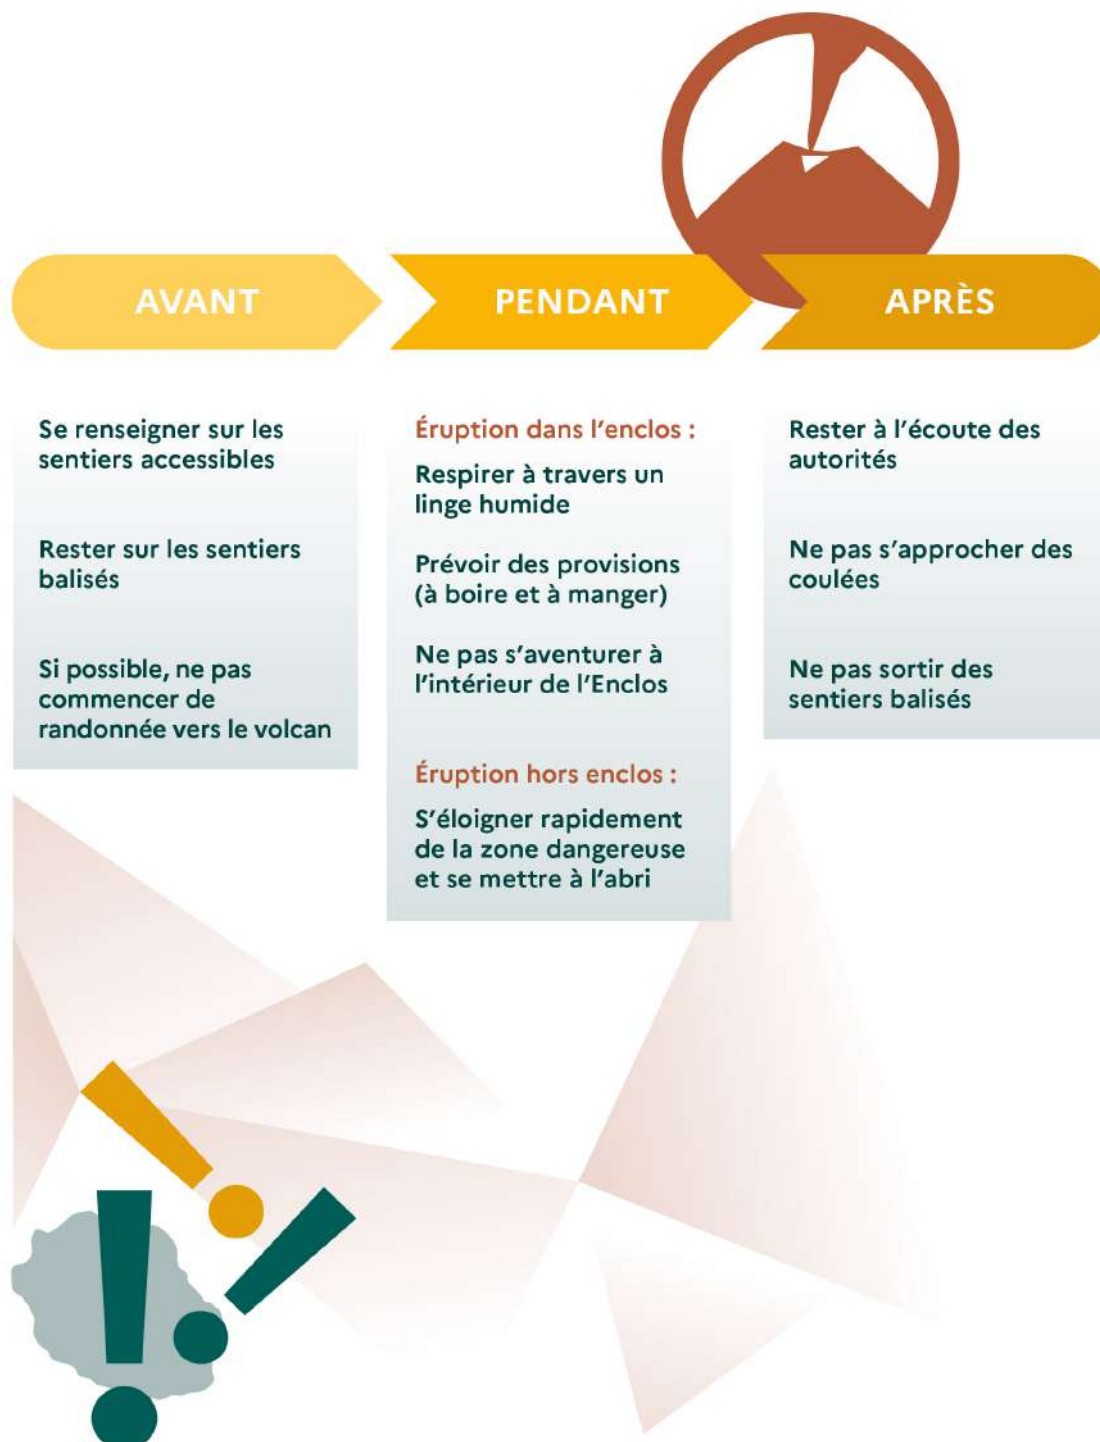 AVANT
PENDANT
APRÈS
Se renseigner sur les
sentiers accessibles
Rester sur les sentiers
balisés
Si possible, ne pas
commencer de
randonnée vers le volcan
Éruption dans l'enclos :
Respirer à travers un
linge humide
Prévoir des provisions
(à boire et à manger)
Ne pas s'aventurer à
l'intérieur de l'Enclos
Éruption hors enclos :
S'éloigner rapidement
de la zone dangereuse
et se mettre à l'abri
Rester à l'écoute des
autorités
Ne pas s'approcher des
coulées
Ne pas sortir des
sentiers balisés